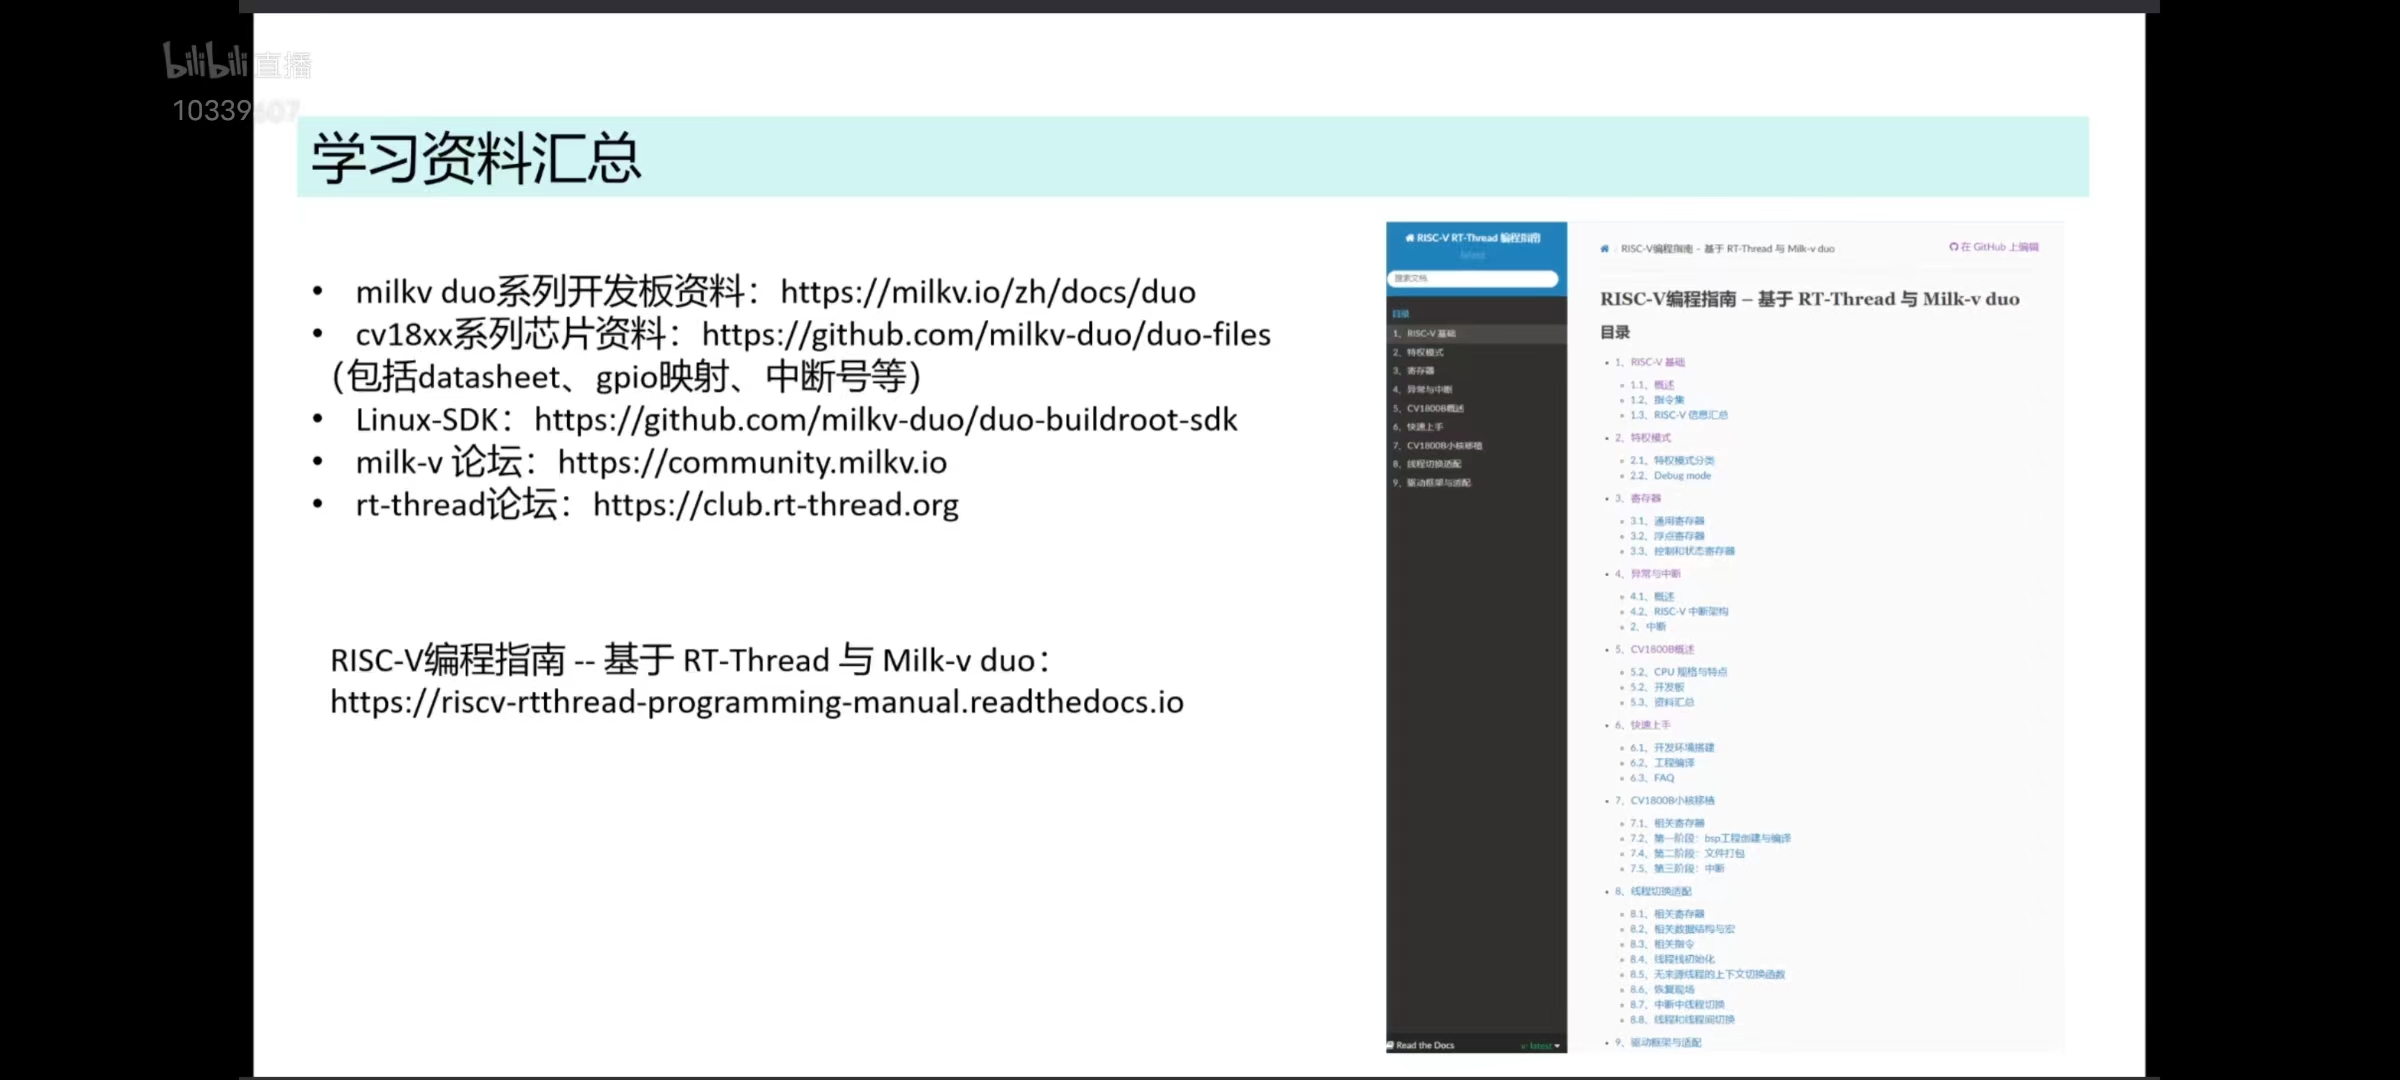 bilibili 直播
10339607
学习资料汇总
• milkv duo系列开发板资料：https://milkv.io/zh/docs/duo
• cv18xx系列芯片资料：https://github.com/milkv-duo/duo-files
（包括datasheet、gpio映射、中断号等）
• Linux-SDK：https://github.com/milkv-duo/duo-buildroot-sdk
• milk-v 论坛：https://community.milkv.io
• rt-thread论坛：https://club.rt-thread.org
RISC-V编程指南 -- 基于 RT-Thread 与 Milk-v duo：
https://riscv-rtthread-programming-manual.readthedocs.io
RISC-V RT-Thread 编程指南
latest
搜索文档
目录
1、RISC-V 基础
2、特权模式
3、寄存器
4、异常与中断
5、CV1800B概述
6、快速上手
7、CV1800B小核移植
8、线程切换适配
9、驱动框架与适配
Read the Docs
v: latest
RISC-V编程指南 – 基于 RT-Thread 与 Milk-v duo
在 GitHub 上编辑
RISC-V编程指南 – 基于 RT-Thread 与 Milk-v duo
目录
• 1、RISC-V 基础
1.1、概述
1.2、指令集
1.3、RISC-V 信息汇总
• 2、特权模式
2.1、特权模式分类
2.2、Debug mode
• 3、寄存器
3.1、通用寄存器
3.2、浮点寄存器
3.3、控制和状态寄存器
• 4、异常与中断
4.1、概述
4.2、RISC-V 中断架构
2、中断
• 5、CV1800B概述
5.2、CPU 规格与特点
5.2、开发板
5.3、资料汇总
• 6、快速上手
6.1、开发环境搭建
6.2、工程编译
6.3、FAQ
• 7、CV1800B小核移植
7.1、相关寄存器
7.2、第一阶段：bsp工程创建与编译
7.4、第二阶段：文件打包
7.5、第三阶段：中断
• 8、线程切换适配
8.1、相关寄存器
8.2、相关数据结构与宏
8.3、相关指令
8.4、线程栈初始化
8.5、无来源线程的上下文切换函数
8.6、恢复现场
8.7、中断中线程切换
8.8、线程和线程间切换
• 9、驱动框架与适配